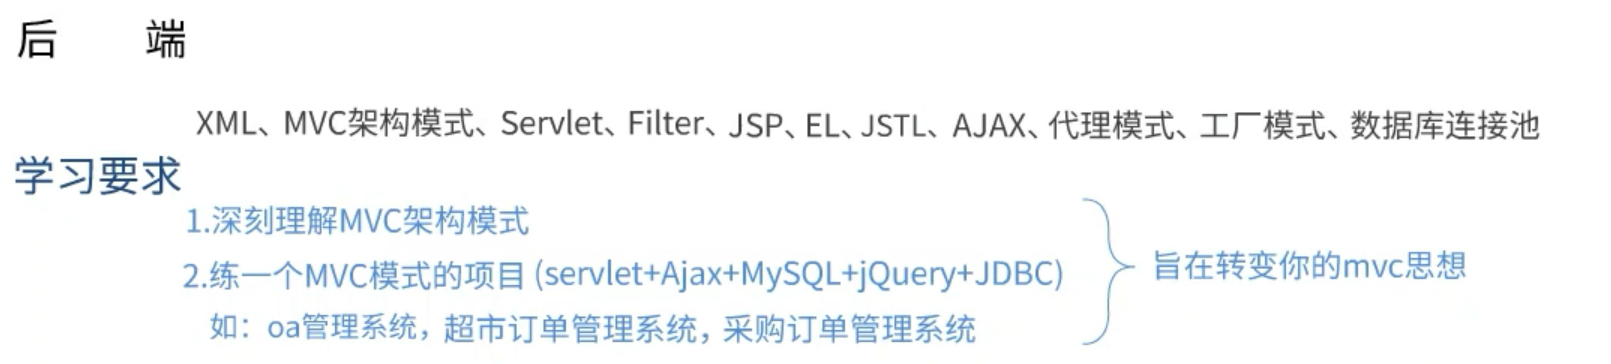 后 端
XML、MVC架构模式、Servlet、Filter、JSP、EL、JSTL、AJAX、代理模式、工厂模式、数据库连接池
学习要求
1.深刻理解MVC架构模式
2.练一个MVC模式的项目 (servlet+Ajax+MySQL+jQuery+JDBC)
如：oa管理系统，超市订单管理系统，采购订单管理系统
旨在转变你的mvc思想